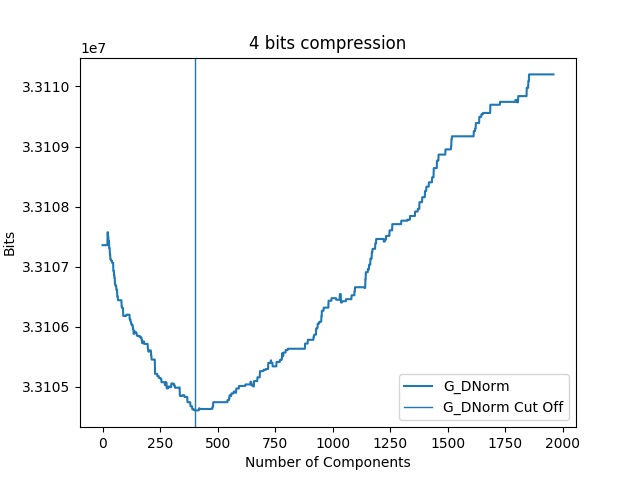 4 bits compression
1e7
3.3110
3.3109
3.3108
3.3107
3.3106
3.3105
Bits
0 250 500 750 1000 1250 1500 1750 2000
Number of Components
G_DNorm
G_DNorm Cut Off